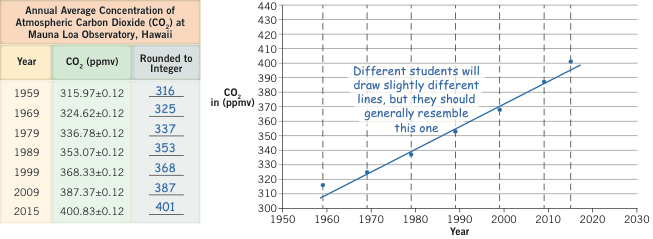 Annual Average Concentration of
Atmospheric Carbon Dioxide (CO₂) at
Mauna Loa Observatory, Hawaii
Year CO₂ (ppmv) Rounded to
Integer
1959 315.97±0.12 316
1969 324.62±0.12 325
1979 336.78±0.12 337
1989 353.07±0.12 353
1999 368.33±0.12 368
2009 387.37±0.12 387
2015 400.83±0.12 401
CO₂
in (ppmv)
440
430
420
410
400
390
380
370
360
350
340
330
320
310
300
Different students will
draw slightly different
lines, but they should
generally resemble
this one
1950 1960 1970 1980 1990 2000 2010 2020 2030
Year